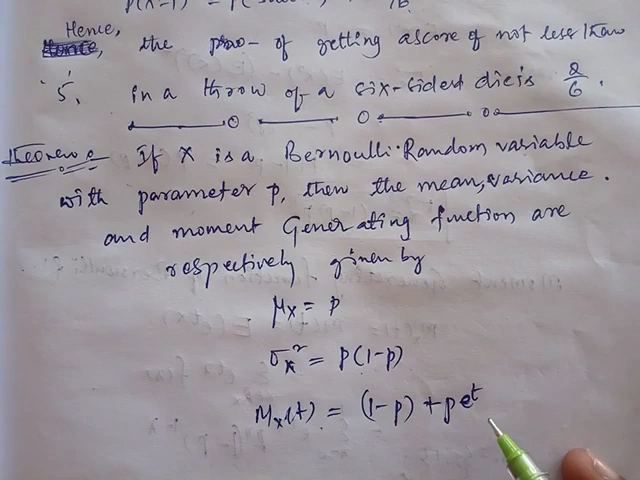 Hence,
the prob- of getting a score of not less than
5, in a throw of a six-sided die is 2/6.
Theorem: If X is a Bernoulli Random variable
with parameter p, then the mean, variance.
and moment Generating function are
respectively given by
μx = p
σx² = p(1-p)
Mx(t) = (1-p) + pe^t